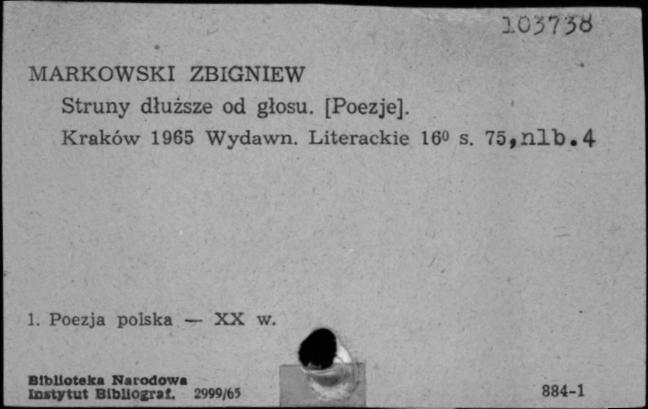 103738
MARKOWSKI ZBIGNIEW
Struny dłuższe od głosu. [Poezje].
Kraków 1965 Wydawn. Literackie 16⁰ s. 75,nlb.4
1. Poezja polska — XX w.
Biblioteka Narodowa
Instytut Bibliograf. 2999/65
884-1